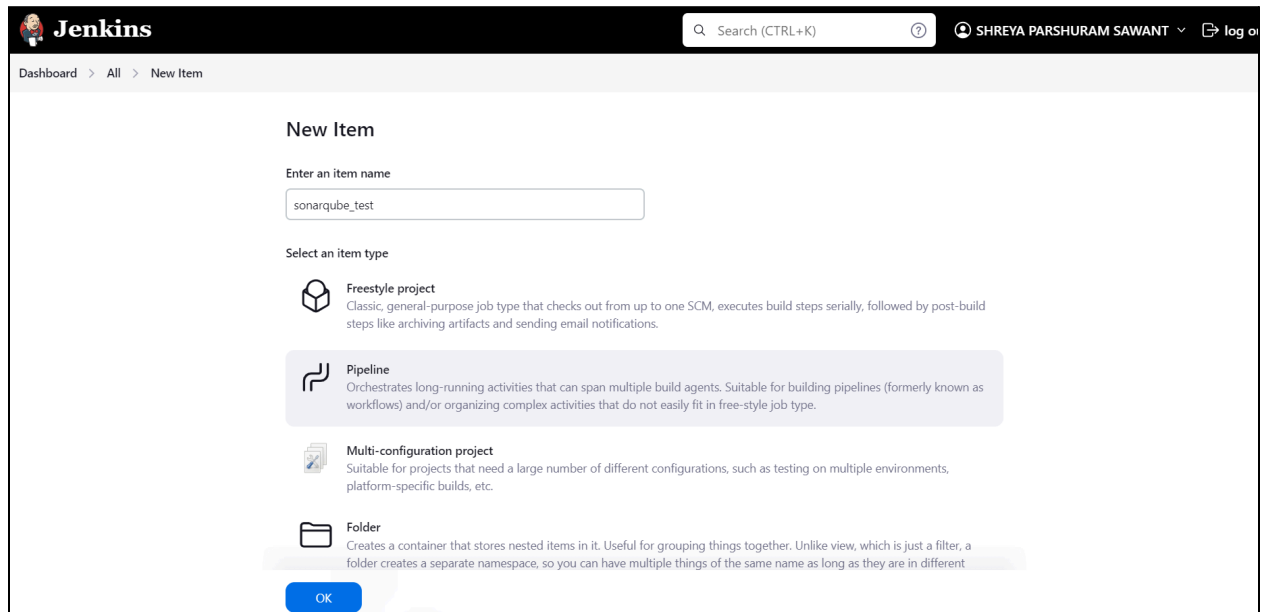 Jenkins
Search (CTRL+K)
?
SHREYA PARSHURAM SAWANT
log ou
Dashboard > All > New Item
New Item
Enter an item name
sonarqube_test
Select an item type
Freestyle project
Classic, general-purpose job type that checks out from up to one SCM, executes build steps serially, followed by post-build
steps like archiving artifacts and sending email notifications.
Pipeline
Orchestrates long-running activities that can span multiple build agents. Suitable for building pipelines (formerly known as
workflows) and/or organizing complex activities that do not easily fit in free-style job type.
Multi-configuration project
Suitable for projects that need a large number of different configurations, such as testing on multiple environments,
platform-specific builds, etc.
Folder
Creates a container that stores nested items in it. Useful for grouping things together. Unlike view, which is just a filter, a
folder creates a separate namespace, so you can have multiple things of the same name as long as they are in different
OK